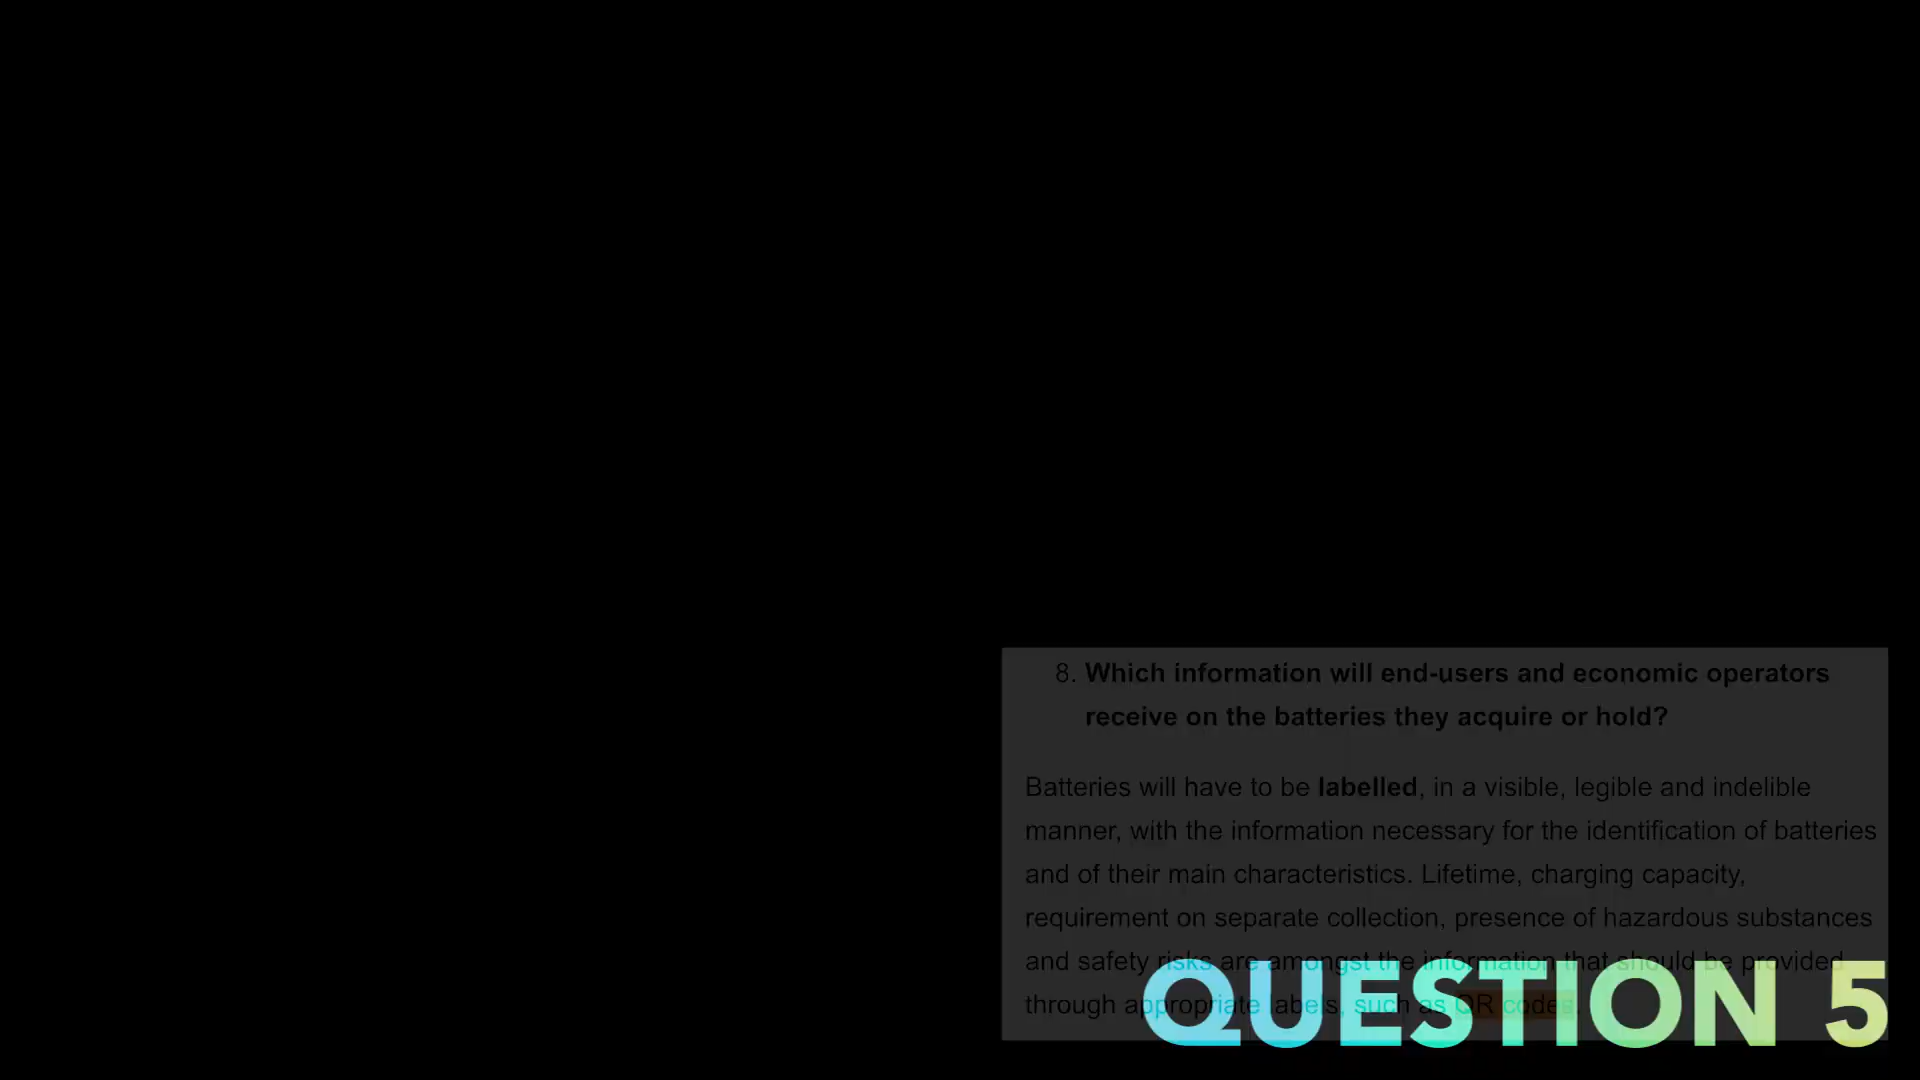 8. Which information will end-users and economic operators
receive on the batteries they acquire or hold?
Batteries will have to be labelled, in a visible, legible and indelible
manner, with the information necessary for the identification of batteries
and of their main characteristics. Lifetime, charging capacity,
requirement on separate collection, presence of hazardous substances
and safety risks are amongst the information that should be provided
through appropriate labels, such as QR codes.
QUESTION 5